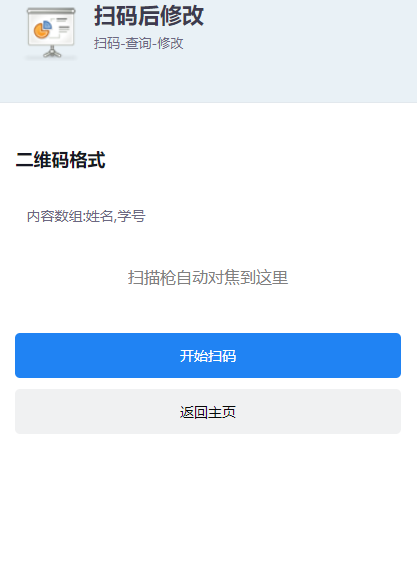 扫码后修改
扫码-查询-修改
二维码格式
内容数组:姓名,学号
扫描枪自动对焦到这里
开始扫码
返回主页